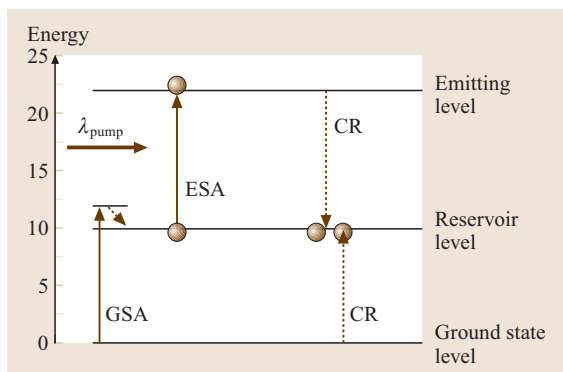 Energy
25
20
15
10
5
0
λpump
GSA
ESA
CR
CR
Emitting
level
Reservoir
level
Ground state
level